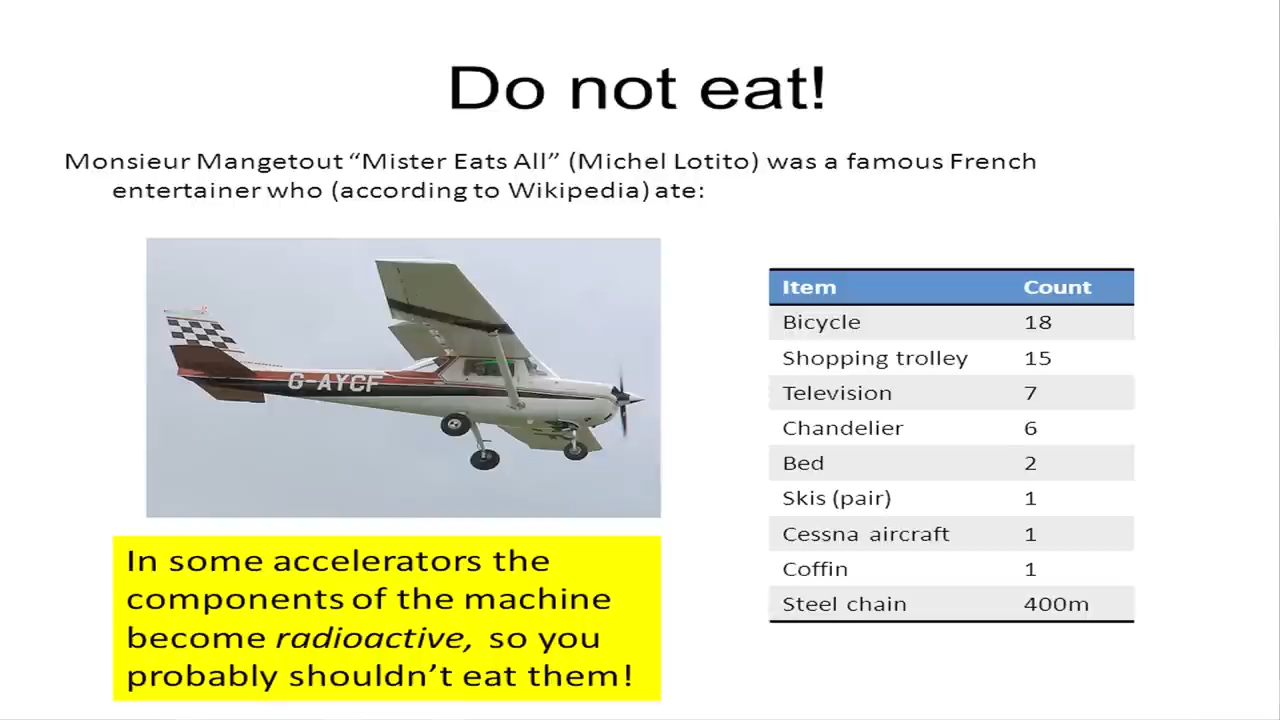 Do not eat!
Monsieur Mangetout “Mister Eats All” (Michel Lotito) was a famous French
entertainer who (according to Wikipedia) ate:
G-AYCF
Item Count
Bicycle 18
Shopping trolley 15
Television 7
Chandelier 6
Bed 2
Skis (pair) 1
Cessna aircraft 1
Coffin 1
Steel chain 400m
In some accelerators the
components of the machine
become radioactive, so you
probably shouldn’t eat them!